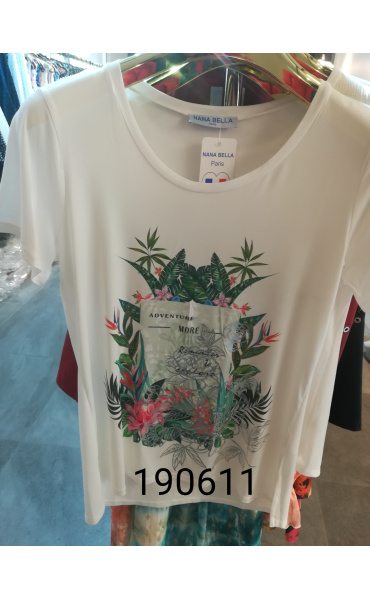 NANA BELLA
NANA BELLA
Paris
ADVENTURE
MORE
190611